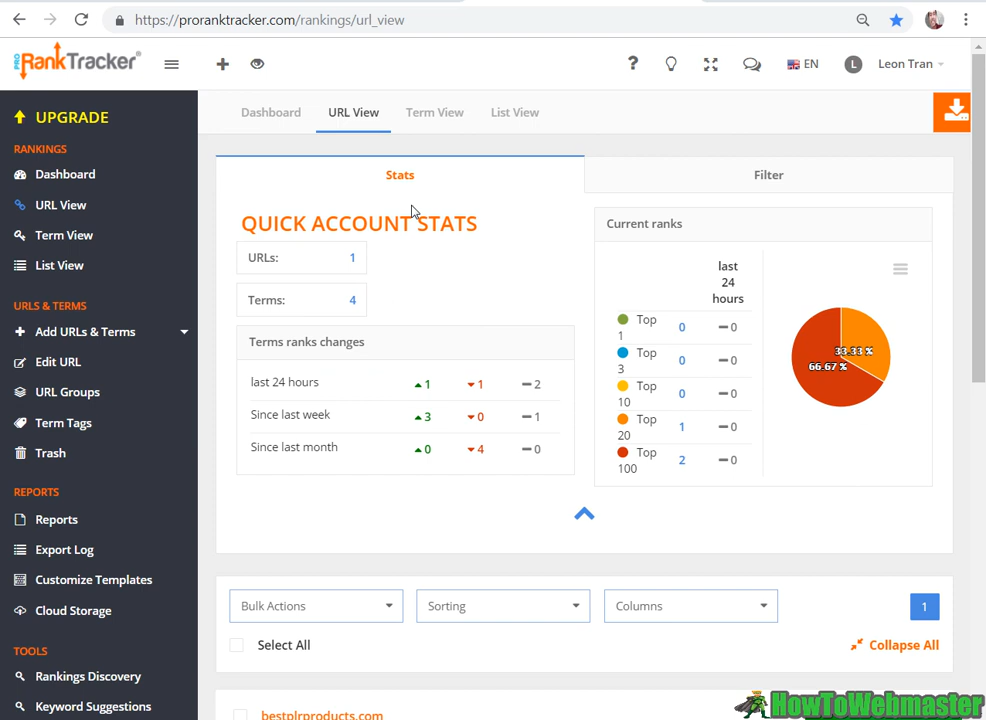 https://proranktracker.com/rankings/url_view
PRO RankTracker®
? EN L Leon Tran
UPGRADE
RANKINGS
Dashboard
URL View
Term View
List View
URLS & TERMS
Add URLs & Terms
Edit URL
URL Groups
Term Tags
Trash
REPORTS
Reports
Export Log
Customize Templates
Cloud Storage
TOOLS
Rankings Discovery
Keyword Suggestions
Dashboard URL View Term View List View
Stats Filter
QUICK ACCOUNT STATS
URLs: 1
Terms: 4
Terms ranks changes
last 24 hours 1 1 2
Since last week 3 0 1
Since last month 0 4 0
Current ranks
last
24
hours
Top
1 0 0
Top
3 0 0
Top
10 0 0
Top
20 1 0
Top
100 2 0
33.33 %
66.67 %
Bulk Actions Sorting Columns 1
Select All Collapse All
bestplrproducts.com
HowToWebmaster